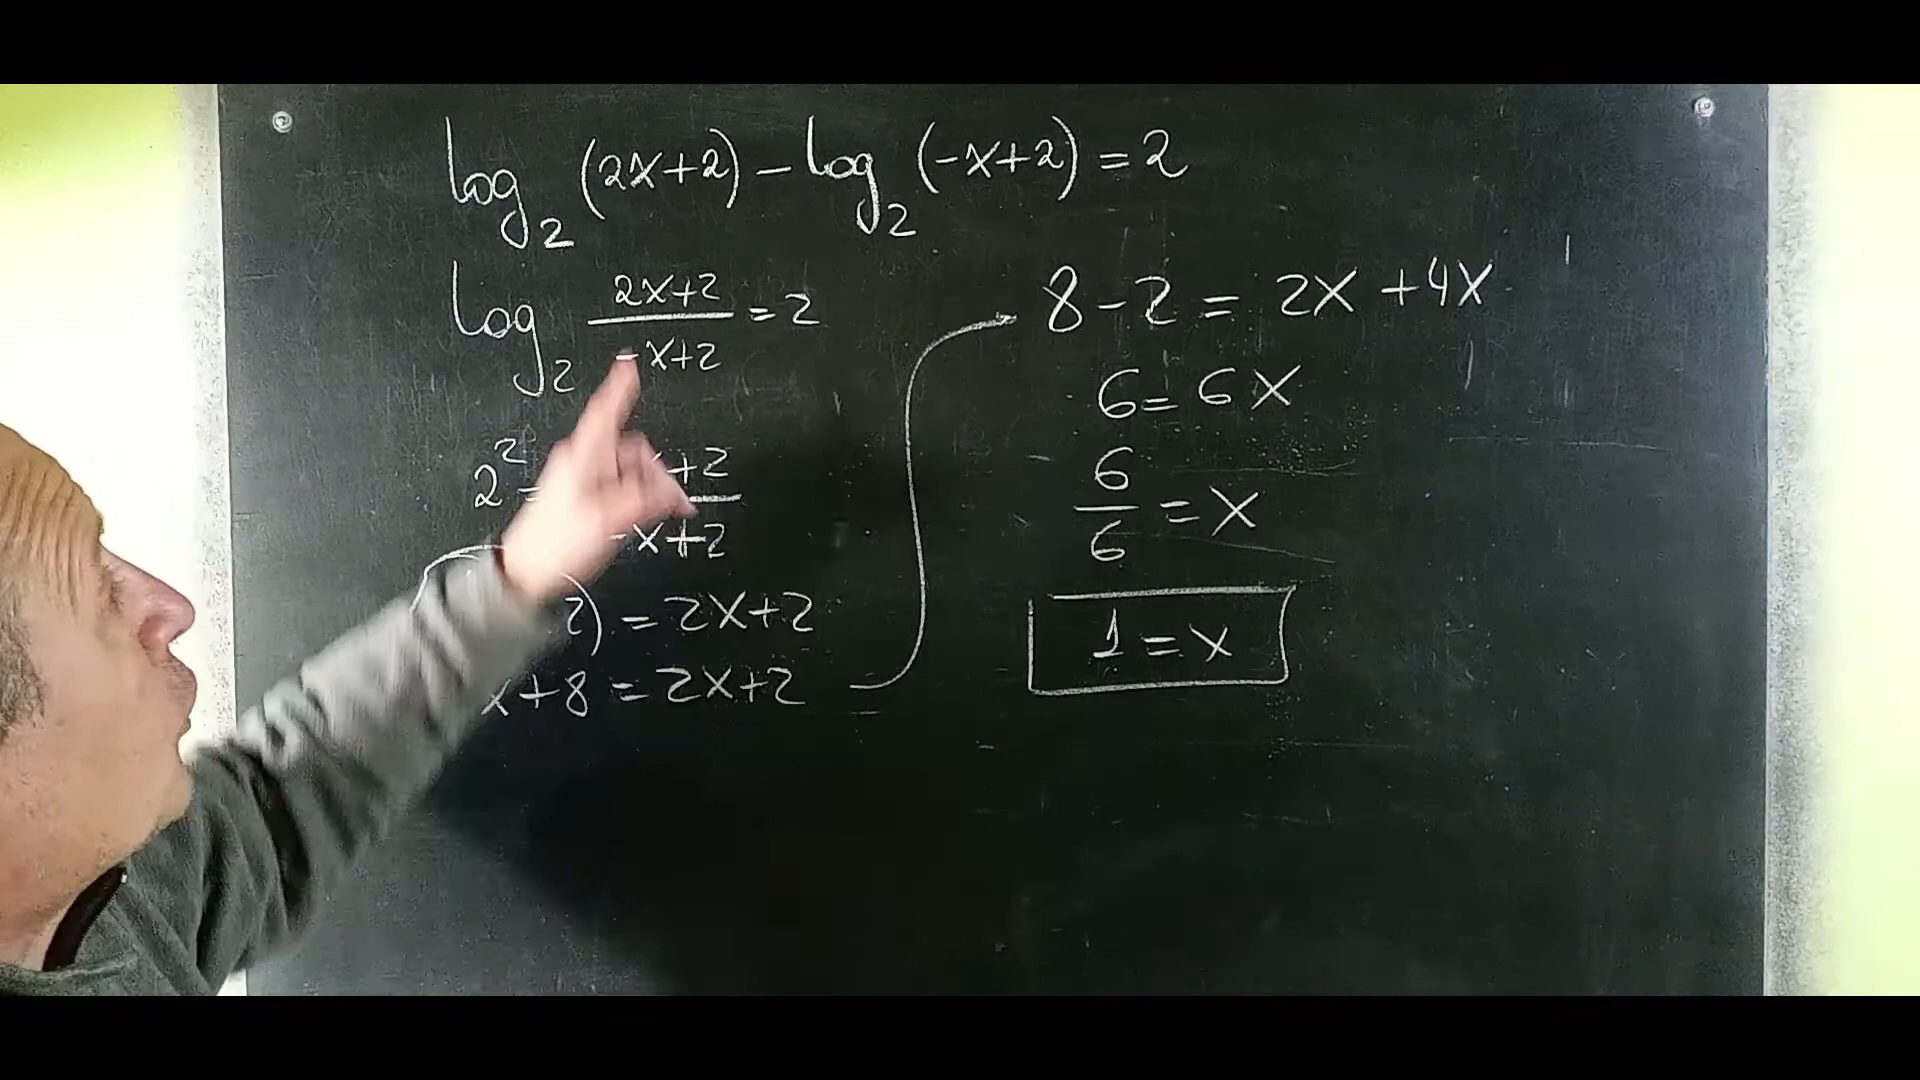 log₂ (2x+2) - log₂ (-x+2) = 2
log₂ (2x+2)/(-x+2) = 2
2² = +2/(-x+2)
2) = 2x+2
x+8 = 2x+2
8-2 = 2x+4x
6 = 6x
6/6 = x
1 = x